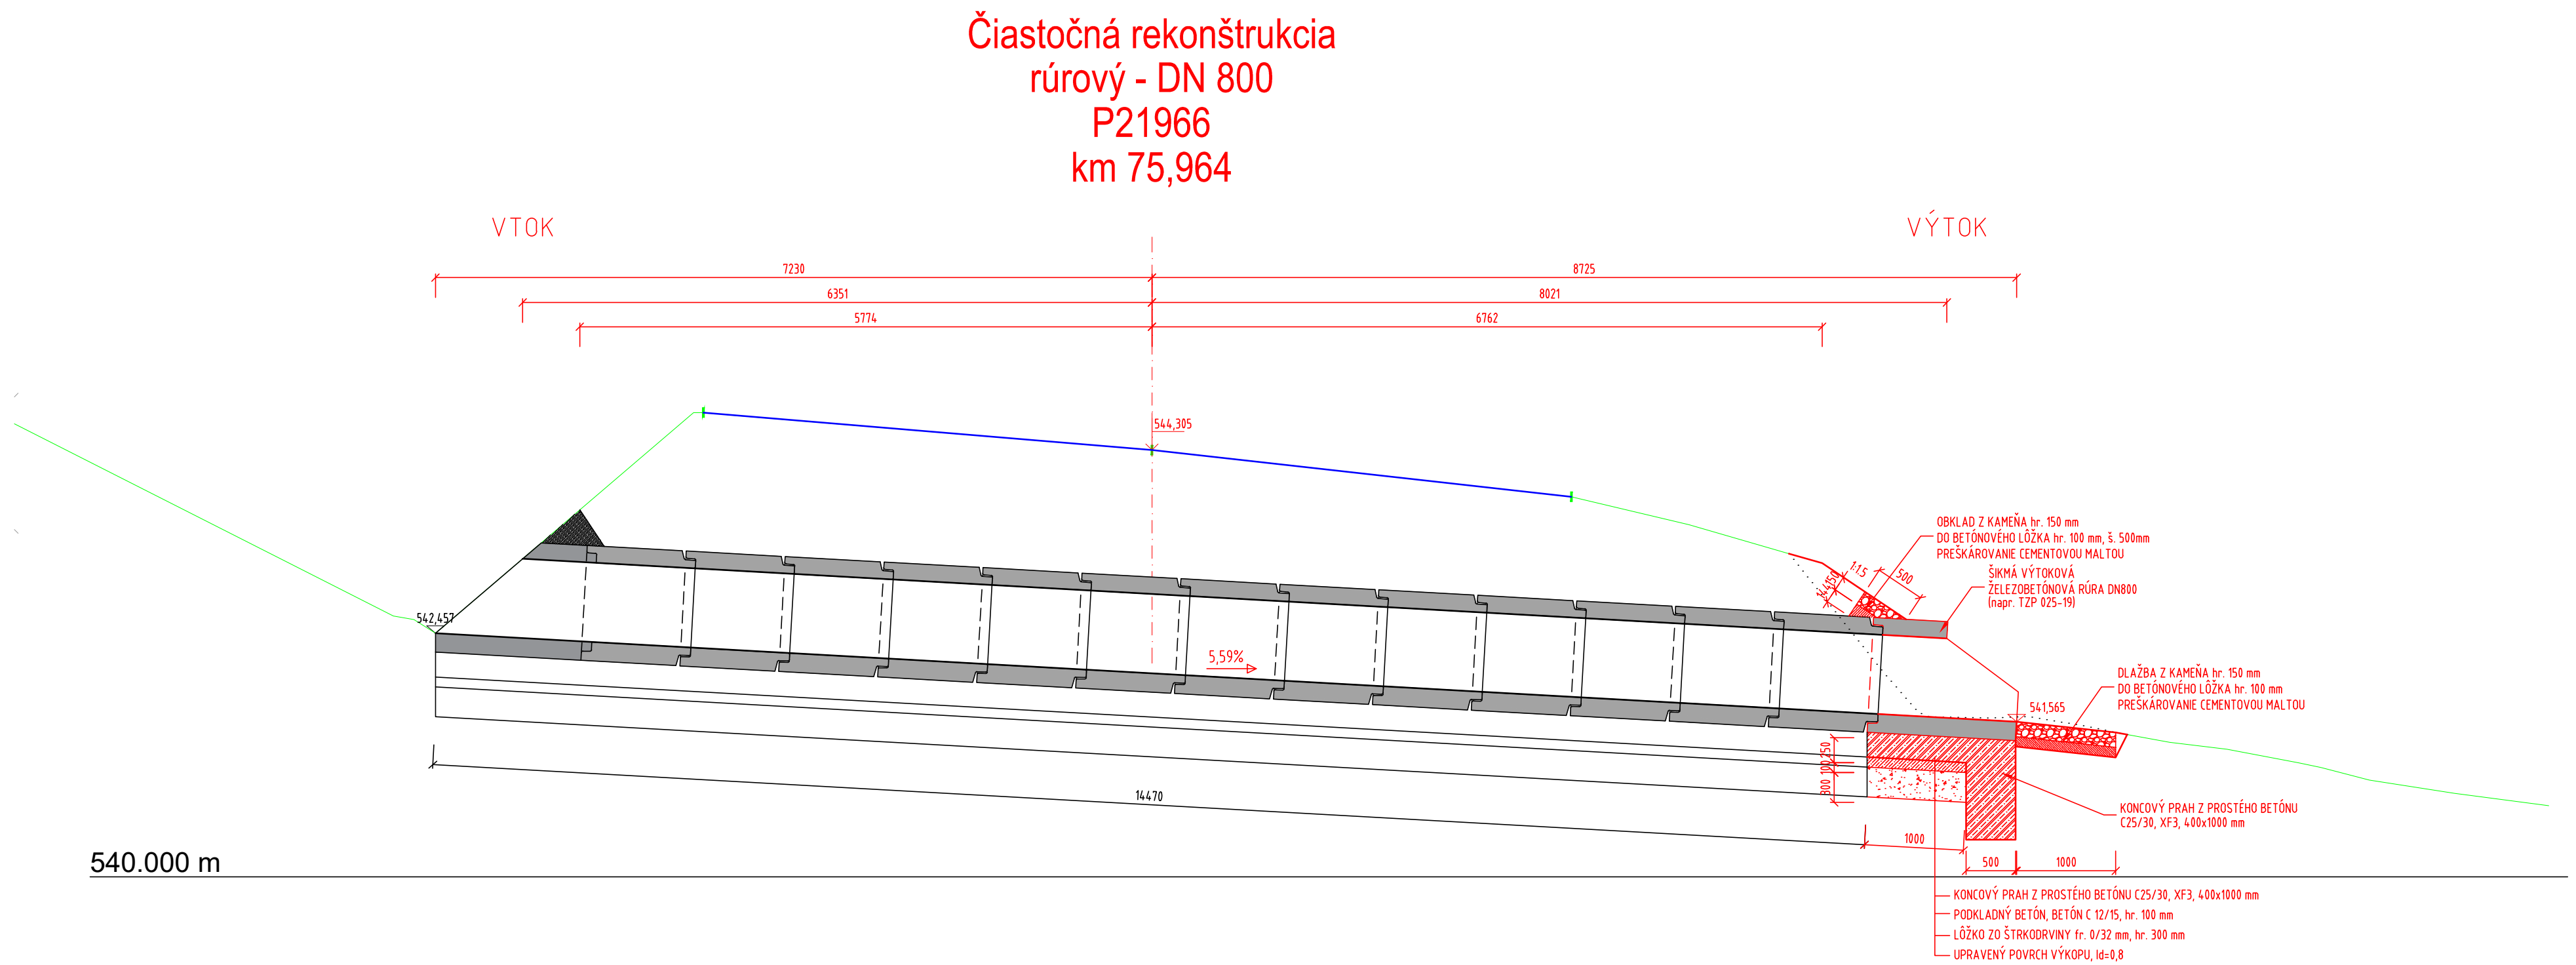 Čiastočná rekonštrukcia
rúrový - DN 800
P21966
km 75,964
VTOK
VÝTOK
7230
8725
6351
8021
5774
6762
544,305
OBKLAD Z KAMEŇA hr. 150 mm
DO BETÓNOVÉHO LÔŽKA hr. 100 mm, š. 500mm
PREŠKÁROVANIE CEMENTOVOU MALTOU
ŠIKMÁ VÝTOKOVÁ
ŽELEZOBETÓNOVÁ RÚRA DN800
(napr. TZP 025-19)
1:1.5
500
150
542,457
5,59%
DLAŽBA Z KAMEŇA hr. 150 mm
DO BETÓNOVÉHO LÔŽKA hr. 100 mm
PREŠKÁROVANIE CEMENTOVOU MALTOU
541,565
250
100
300
14470
KONCOVÝ PRAH Z PROSTÉHO BETÓNU
C25/30, XF3, 400x1000 mm
1000
500
1000
540.000 m
KONCOVÝ PRAH Z PROSTÉHO BETÓNU C25/30, XF3, 400x1000 mm
PODKLADNÝ BETÓN, BETÓN C 12/15, hr. 100 mm
LÔŽKO ZO ŠTRKODRVINY fr. 0/32 mm, hr. 300 mm
UPRAVENÝ POVRCH VÝKOPU, Id=0,8